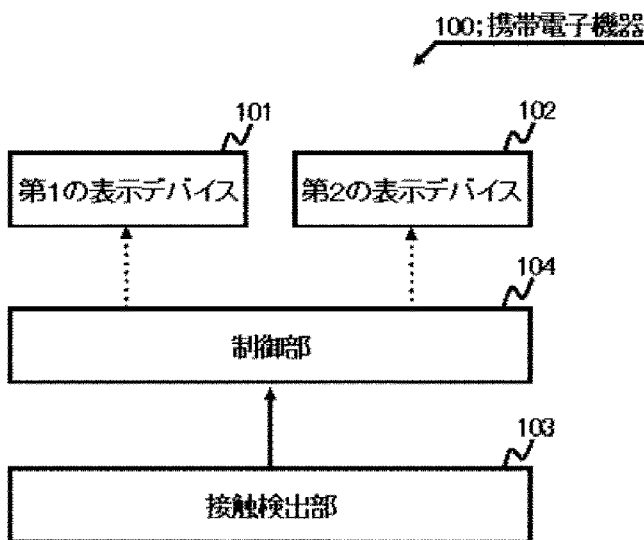 100;携帯電子機器
101
102
第1の表示デバイス
第2の表示デバイス
104
制御部
103
接触検出部